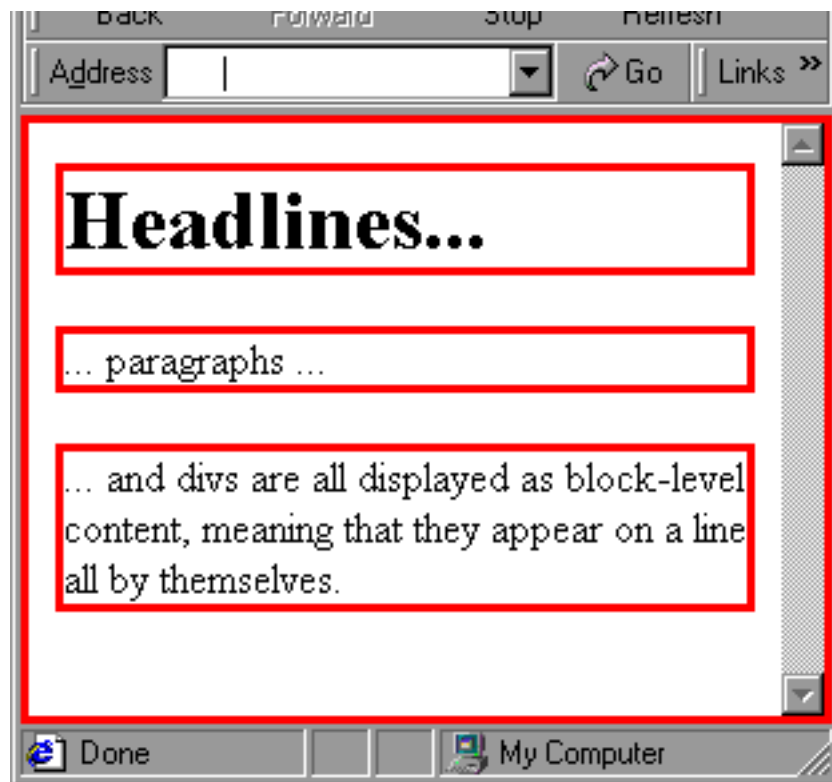 Back Forward Stop Refresh
Address Go Links »
Headlines...
... paragraphs ...
... and divs are all displayed as block-level
content, meaning that they appear on a line
all by themselves.
Done My Computer